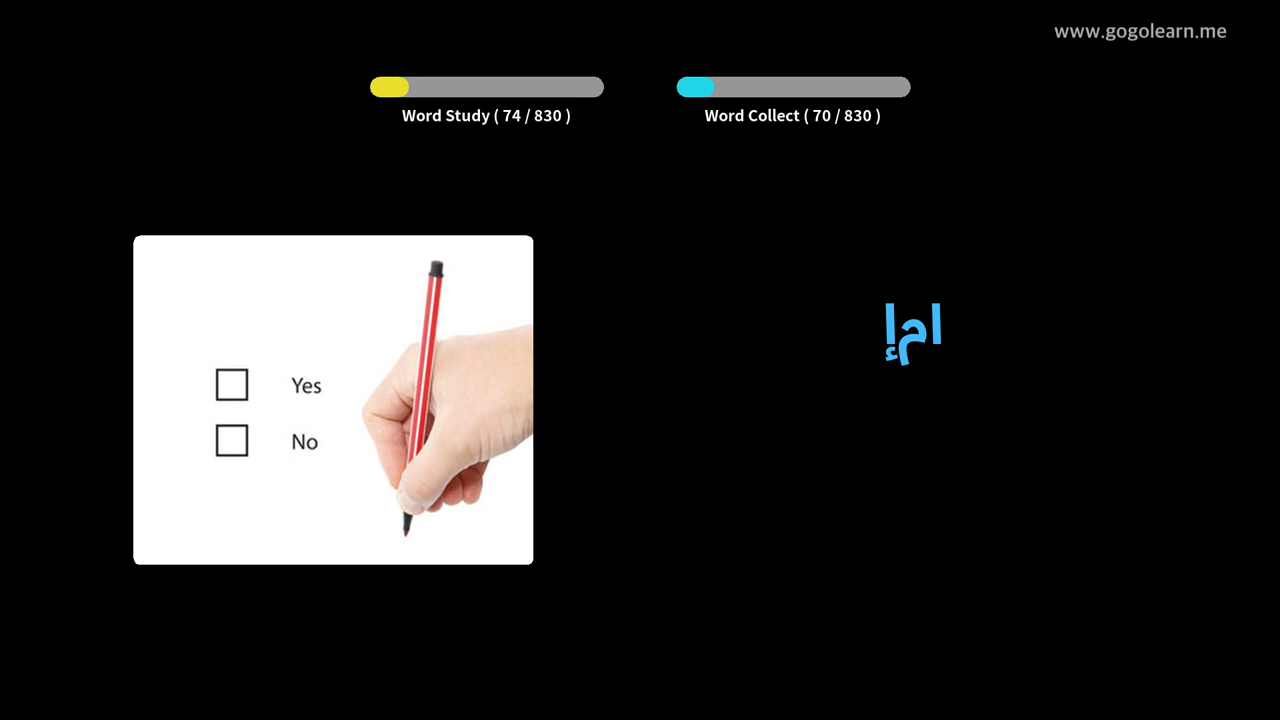 www.gogolearn.me
Word Study ( 74 / 830 )
Word Collect ( 70 / 830 )
Yes
No
إما